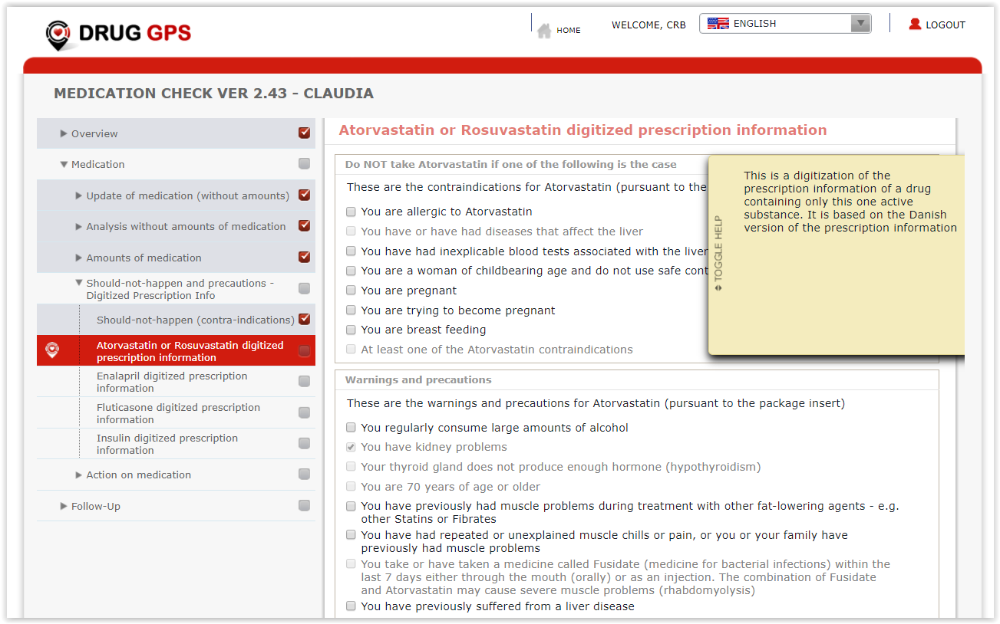 DRUG GPS
HOME
WELCOME, CRB
ENGLISH
LOGOUT
MEDICATION CHECK VER 2.43 - CLAUDIA
Overview
Medication
Update of medication (without amounts)
Analysis without amounts of medication
Amounts of medication
Should-not-happen and precautions -
Digitized Prescription Info
Should-not-happen (contra-indications)
Atorvastatin or Rosuvastatin digitized
prescription information
Enalapril digitized prescription
information
Fluticasone digitized prescription
information
Insulin digitized prescription
information
Action on medication
Follow-Up
Atorvastatin or Rosuvastatin digitized prescription information
Do NOT take Atorvastatin if one of the following is the case
These are the contraindications for Atorvastatin (pursuant to the
You are allergic to Atorvastatin
You have or have had diseases that affect the liver
You have had inexplicable blood tests associated with the liver
You are a woman of childbearing age and do not use safe cont
You are pregnant
You are trying to become pregnant
You are breast feeding
At least one of the Atorvastatin contraindications
TOGGLE HELP
This is a digitization of the
prescription information of a drug
containing only this one active
substance. It is based on the Danish
version of the prescription information
Warnings and precautions
These are the warnings and precautions for Atorvastatin (pursuant to the package insert)
You regularly consume large amounts of alcohol
You have kidney problems
Your thyroid gland does not produce enough hormone (hypothyroidism)
You are 70 years of age or older
You have previously had muscle problems during treatment with other fat-lowering agents - e.g.
other Statins or Fibrates
You have had repeated or unexplained muscle chills or pain, or you or your family have
previously had muscle problems
You take or have taken a medicine called Fusidate (medicine for bacterial infections) within the
last 7 days either through the mouth (orally) or as an injection. The combination of Fusidate
and Atorvastatin may cause severe muscle problems (rhabdomyolysis)
You have previously suffered from a liver disease